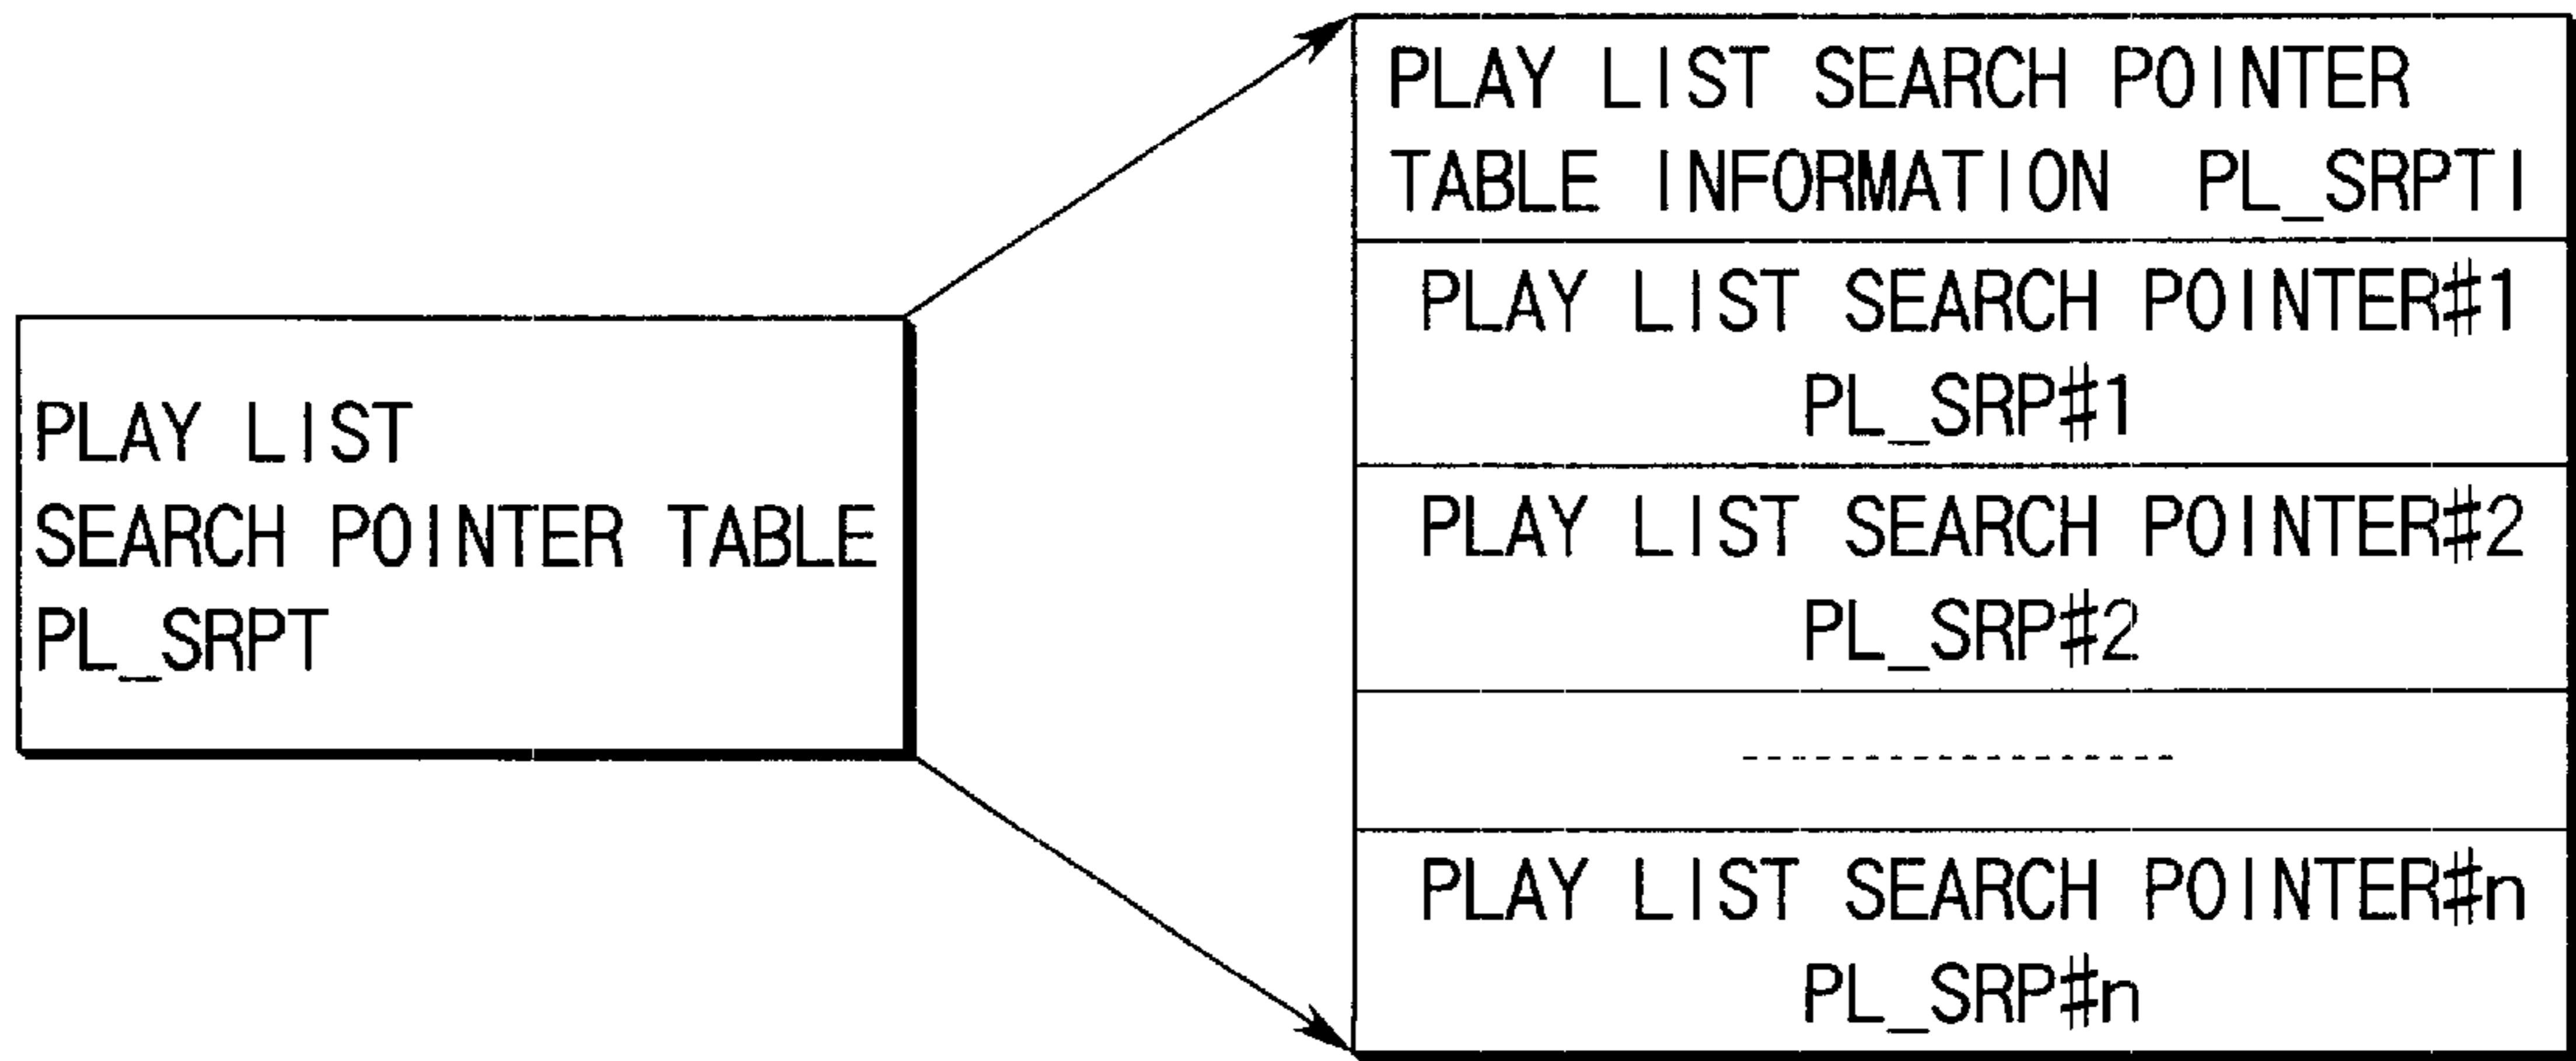 PLAY LIST
SEARCH POINTER TABLE
PL_SRPT
PLAY LIST SEARCH POINTER
TABLE INFORMATION PL_SRPTI
PLAY LIST SEARCH POINTER#1
PL_SRP#1
PLAY LIST SEARCH POINTER#2
PL_SRP#2
PLAY LIST SEARCH POINTER#n
PL_SRP#n